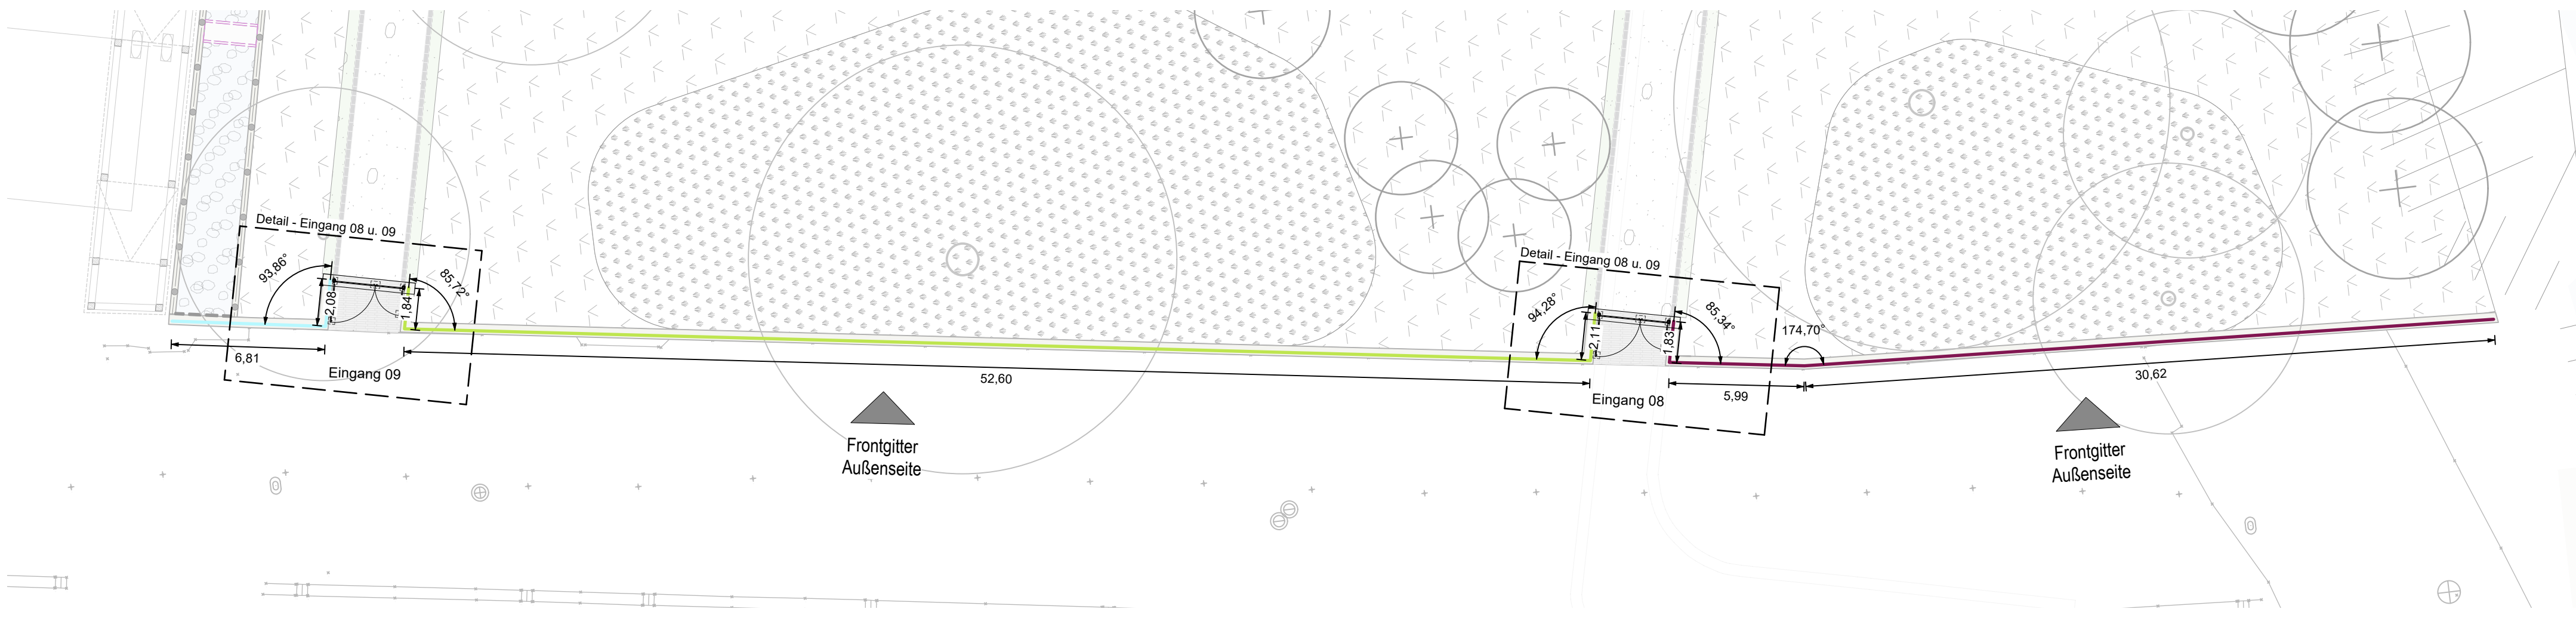 Detail - Eingang 08 u. 09
93,86°
85,72°
2,08
1,84
6,81
Eingang 09
52,60
Frontgitter
Außenseite
Detail - Eingang 08 u. 09
94,28°
85,34°
2,11
1,83
174,70°
Eingang 08
5,99
30,62
Frontgitter
Außenseite